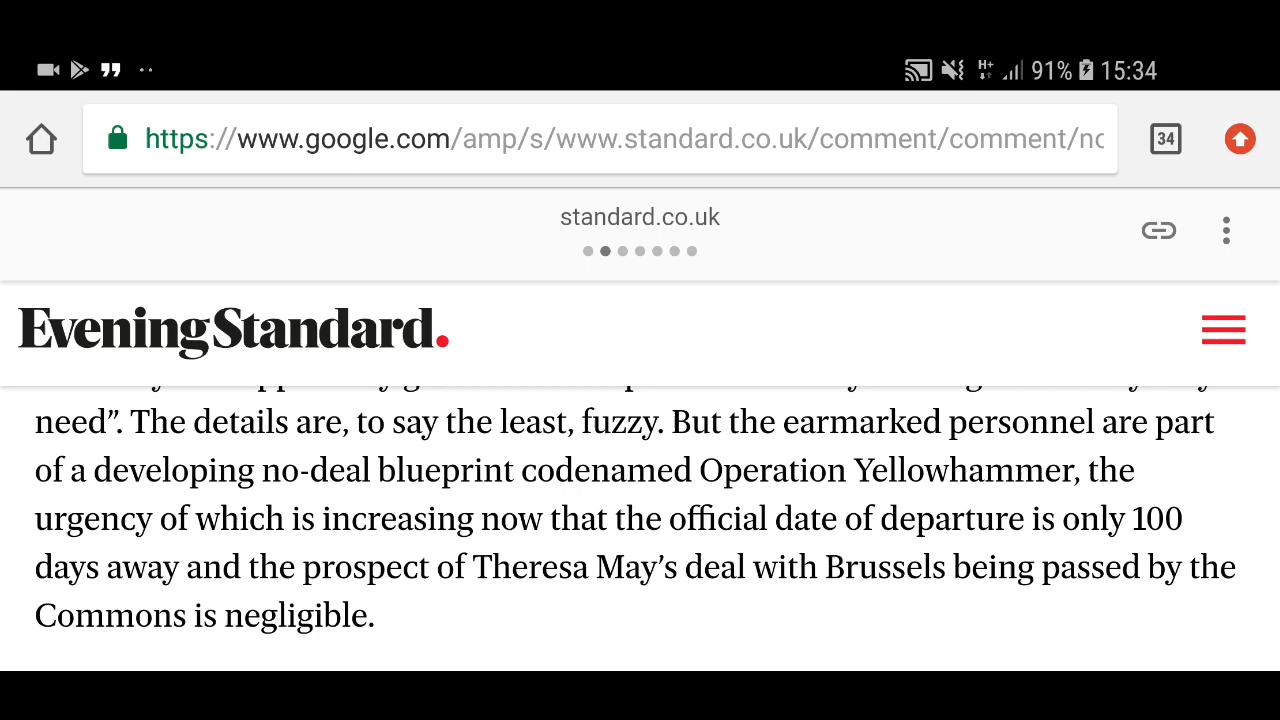 H+ 91% 15:34
https://www.google.com/amp/s/www.standard.co.uk/comment/comment/nc 34
standard.co.uk
Evening Standard.
need”. The details are, to say the least, fuzzy. But the earmarked personnel are part
of a developing no-deal blueprint codenamed Operation Yellowhammer, the
urgency of which is increasing now that the official date of departure is only 100
days away and the prospect of Theresa May’s deal with Brussels being passed by the
Commons is negligible.